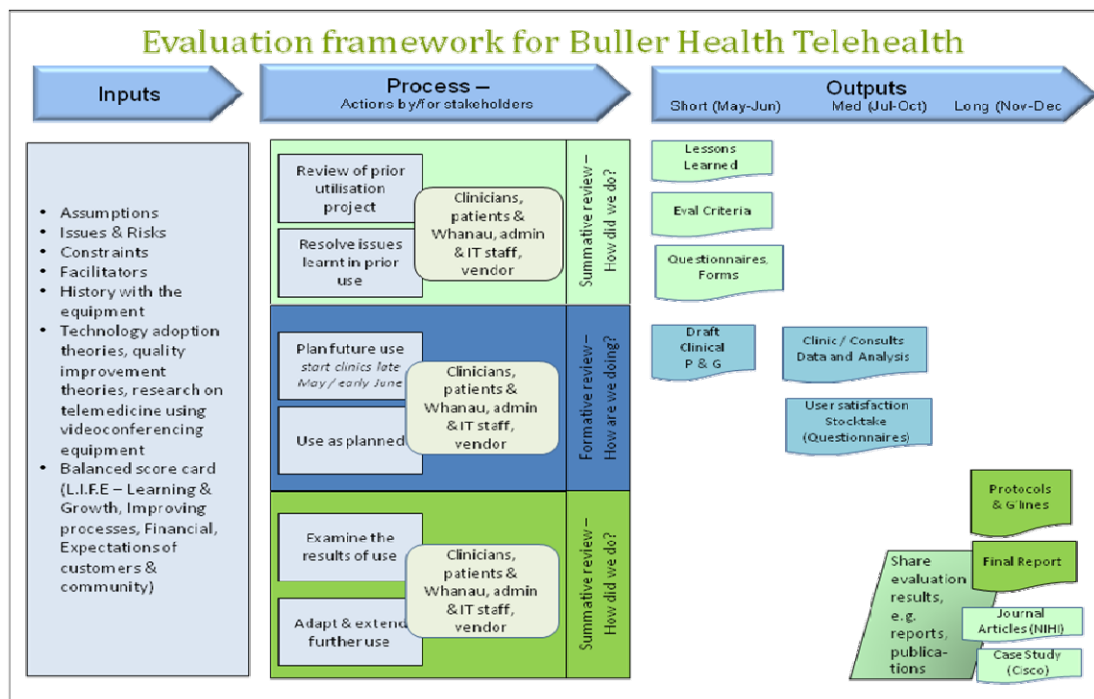 Evaluation framework for Buller Health Telehealth
Inputs
Process –
Actions by/for stakeholders
Outputs
Short (May-Jun) Med (Jul-Oct) Long (Nov-Dec
• Assumptions
• Issues & Risks
• Constraints
• Facilitators
• History with the
equipment
• Technology adoption
theories, quality
improvement
theories, research on
telemedicine using
videoconferencing
equipment
• Balanced score card
(L.I.F.E – Learning &
Growth, Improving
processes, Financial,
Expectations of
customers &
community)
Review of prior
utilisation
project
Resolve issues
learnt in prior
use
Clinicians,
patients &
Whanau, admin
& IT staff,
vendor
Summative review –
How did we do?
Plan future use
start clinics late
May / early June
Use as planned
Clinicians,
patients &
Whanau, admin
& IT staff,
vendor
Formative review –
How are we doing?
Examine the
results of use
Adapt & extend
further use
Clinicians,
patients &
Whanau, admin
& IT staff,
vendor
Summative review –
How did we do?
Lessons
Learned
Eval Criteria
Questionnaires,
Forms
Draft
Clinical
P & G
Clinic / Consults
Data and Analysis
User satisfaction
Stocktake
(Questionnaires)
Protocols
& G'lines
Final Report
Share
evaluation
results,
e.g.
reports,
publica-
tions
Journal
Articles (NIHI)
Case Study
(Cisco)